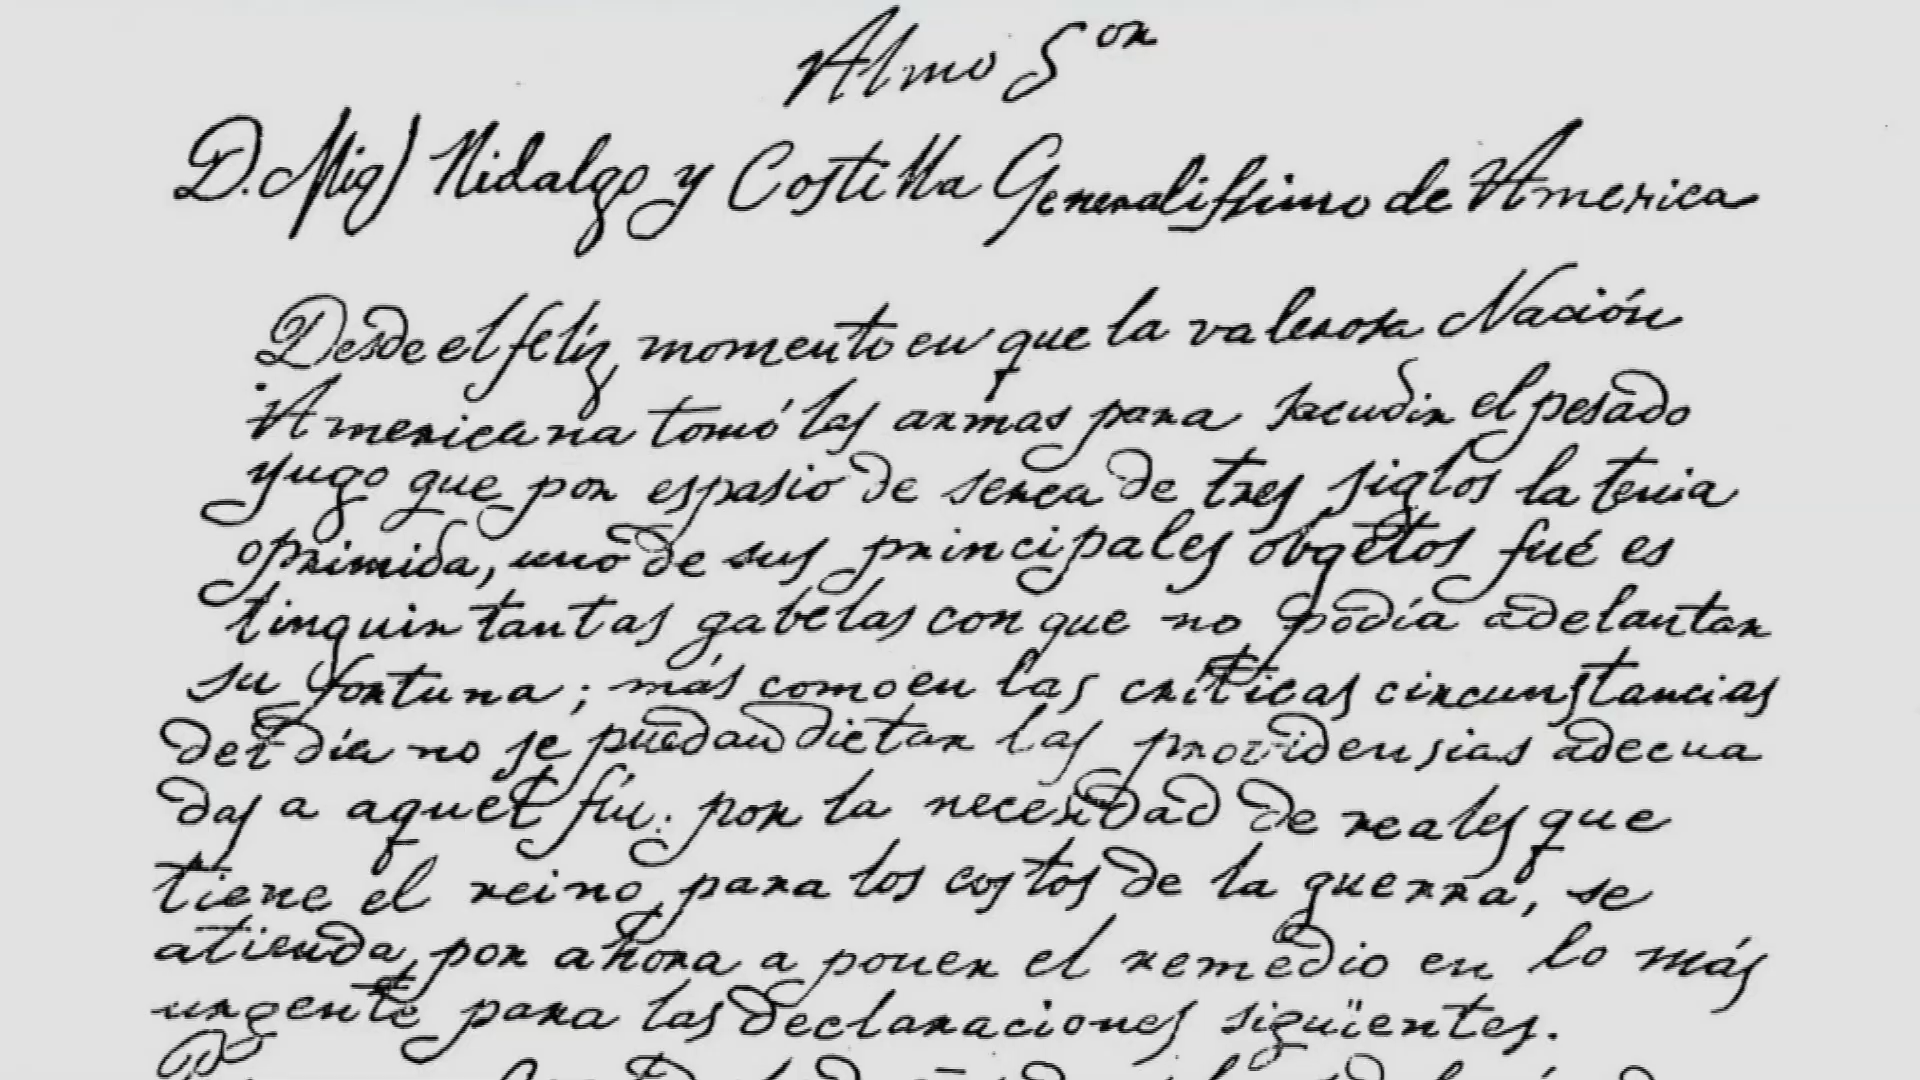 Almo Sor
D. Migl Hidalgo y Costilla Generalissimo de America
Desde el feliz momento en que la valerosa Nación
Americana tomó las armas para sacudir el pesado
yugo que por espasio de serca de tres siglos la tenia
oprimida, uno de sus principales obgetos fué es
tinguir tantas gabelas con que no podía adelantar
su fortuna; más como en las críticas circunstancias
del día no se puedan dictar las providensias adecua
das a aquel fin: por la necesidad de reales que
tiene el reino para los costos de la guerra, se
atienda por ahora a poner el remedio en lo más
urgente para las declaraciones sigüientes.